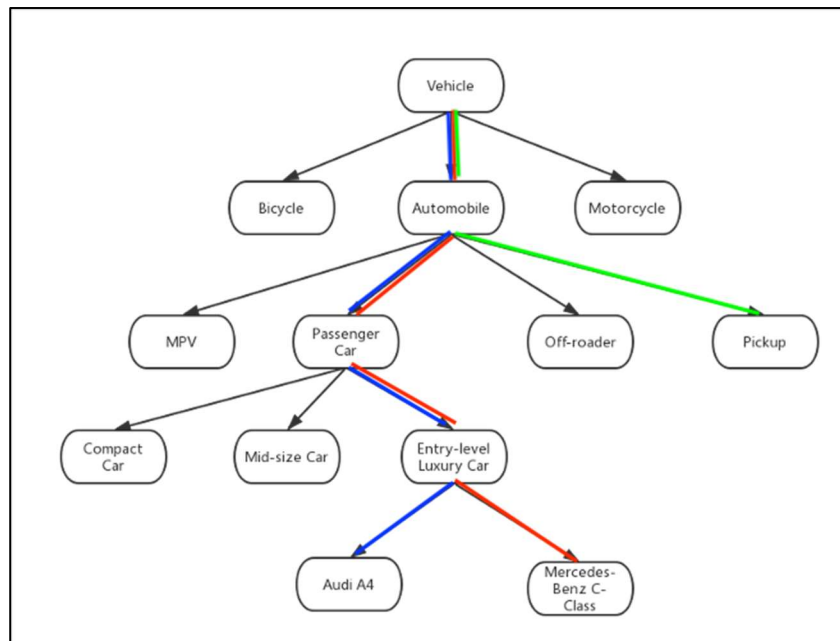 Vehicle
Bicycle
Automobile
Motorcycle
MPV
Passenger
Car
Off-roader
Pickup
Compact
Car
Mid-size Car
Entry-level
Luxury Car
Audi A4
Mercedes-
Benz C-
Class